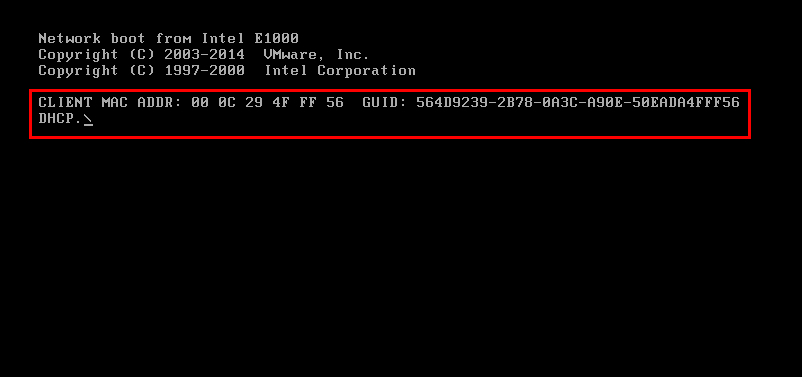 Network boot from Intel E1000
Copyright (C) 2003-2014  VMware, Inc.
Copyright (C) 1997-2000  Intel Corporation
CLIENT MAC ADDR: 00 0C 29 4F FF 56  GUID: 564D9239-2B78-0A3C-A90E-50EADA4FFF56
DHCP.\